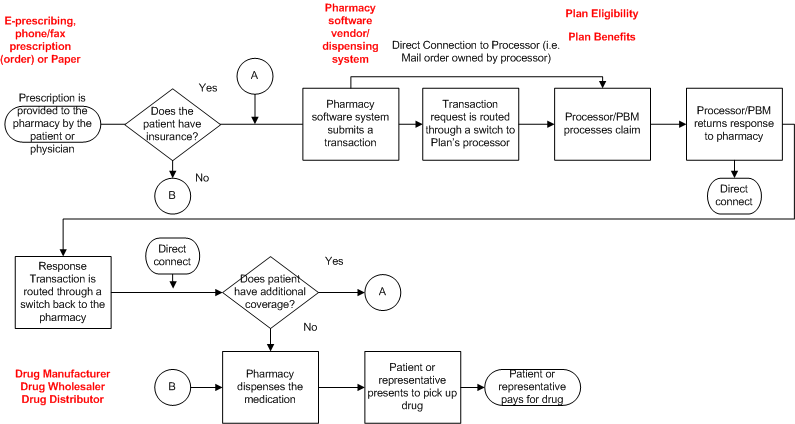 E-prescribing,
phone/fax
prescription
(order) or Paper
Pharmacy
software
vendor/
dispensing
system
Plan Eligibility
Plan Benefits
Direct Connection to Processor (i.e.
Mail order owned by processor)
Yes
A
Prescription is
provided to the
pharmacy by the
patient or
physician
Does the
patient have
insurance?
Pharmacy
software system
submits a
transaction
Transaction
request is routed
through a switch to
Plan's processor
Processor/PBM
processes claim
Processor/PBM
returns response
to pharmacy
No
B
Direct
connect
Response
Transaction is
routed through a
switch back to the
pharmacy
Direct
connect
Does patient
have additional
coverage?
Yes
A
No
Drug Manufacturer
Drug Wholesaler
Drug Distributor
B
Pharmacy
dispenses the
medication
Patient or
representative
presents to pick up
drug
Patient or
representative
pays for drug